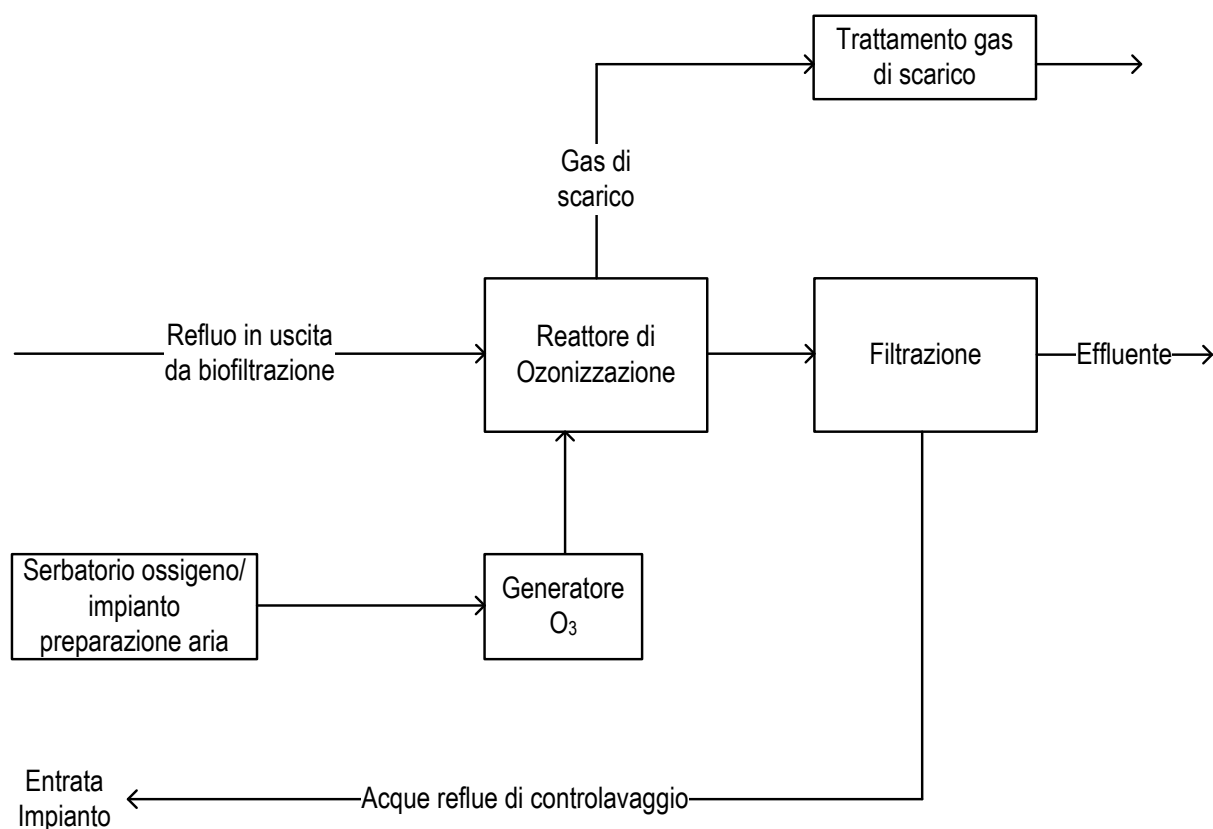 Trattamento gas
di scarico
Gas di
scarico
Refluo in uscita
da biofiltrazione
Reattore di
Ozonizzazione
Filtrazione
Effluente
Serbatorio ossigeno/
impianto
preparazione aria
Generatore
O₃
Entrata
Impianto
Acque reflue di controlavaggio